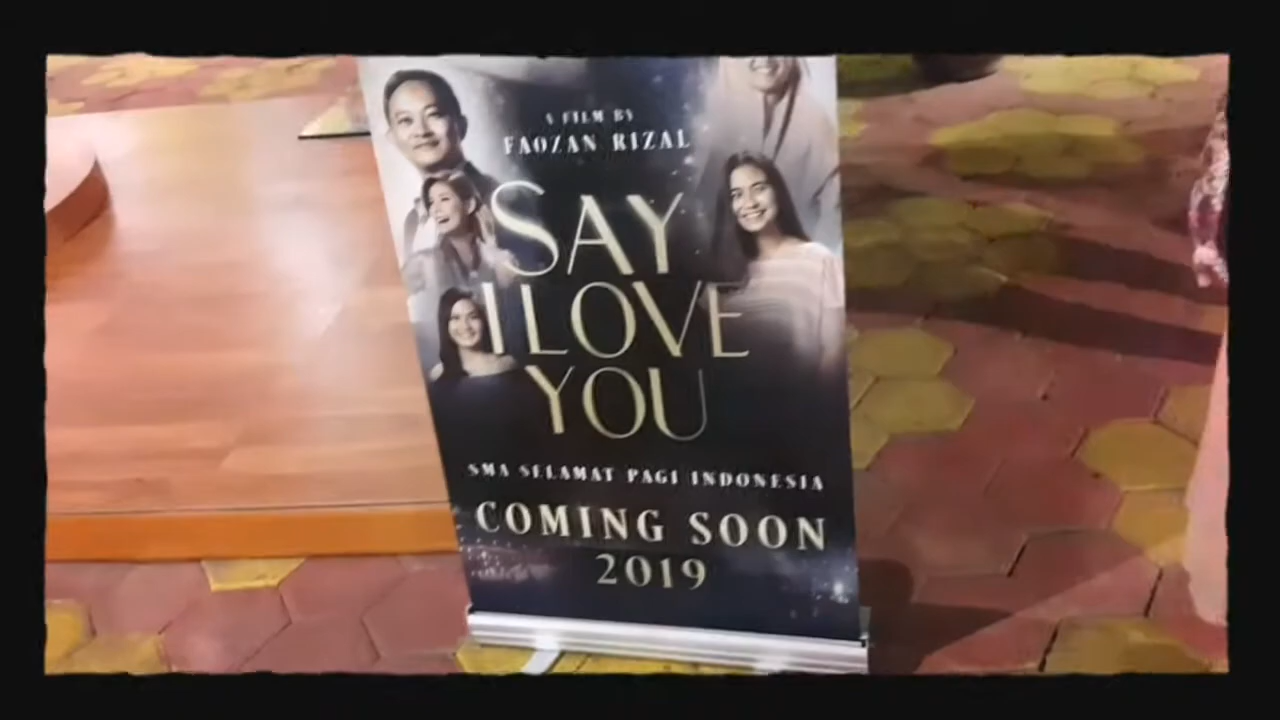 A FILM BY
FAOZAN RIZAL
SAY
I LOVE
YOU
SMA SELAMAT PAGI INDONESIA
COMING SOON
2019